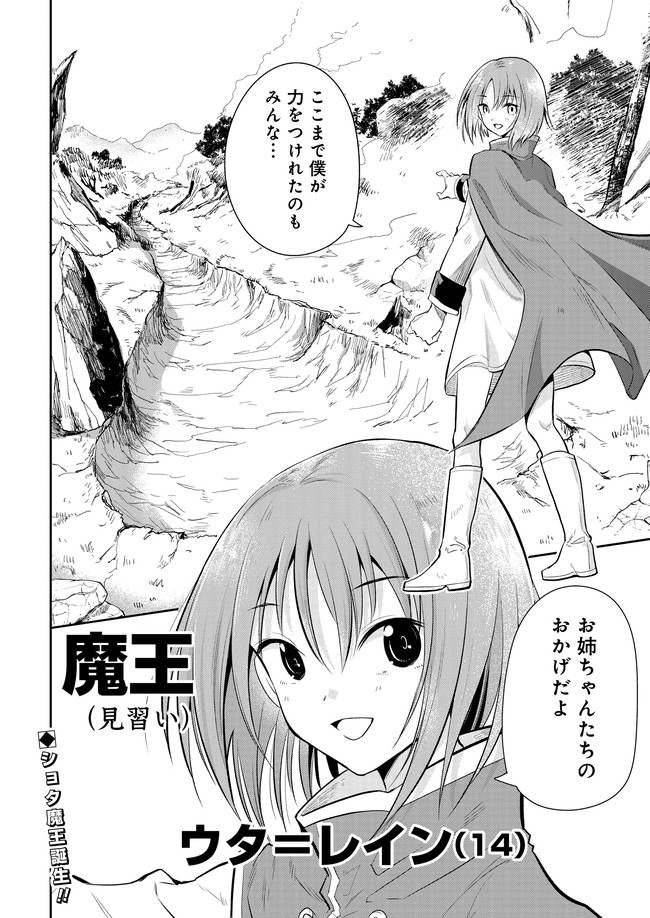 ここまで僕が
力をつけれたのも
みんな…
お姉ちゃんたちの
おかげだよ
魔王
(見習い)
ウタ=レイン(14)
◆ショタ魔王誕生!!